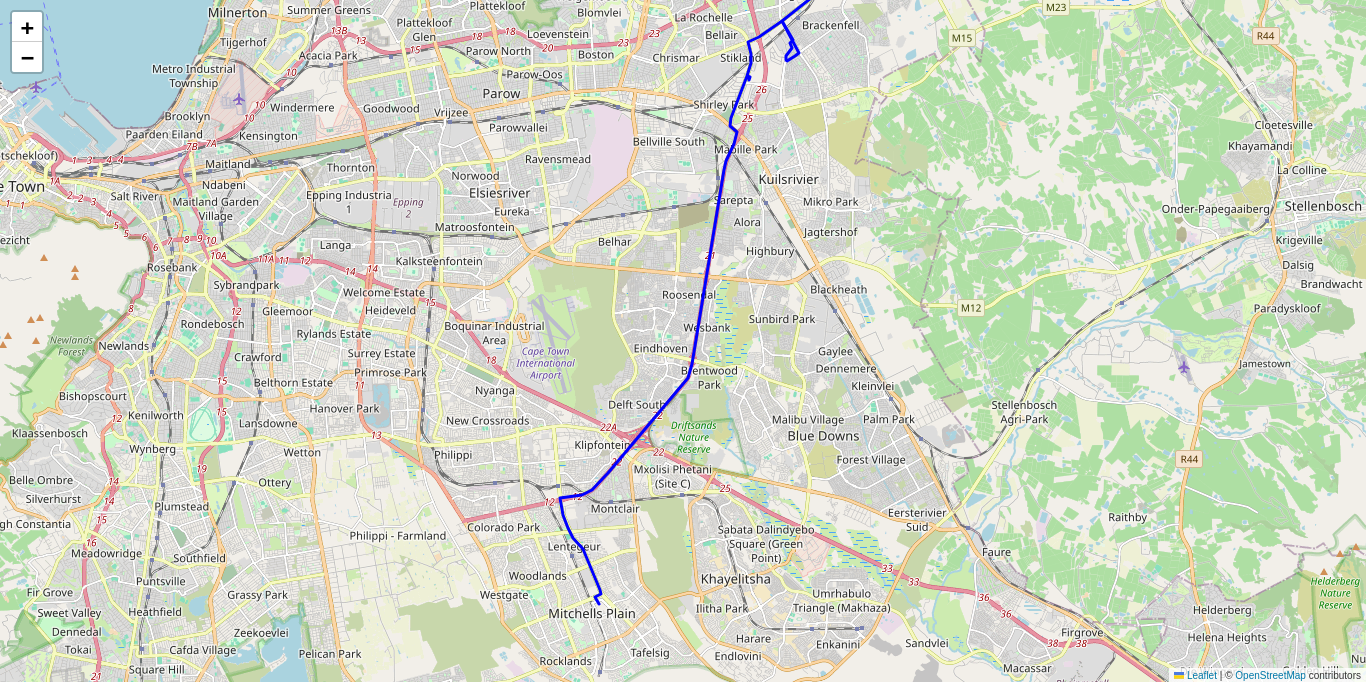 +
−
Milnerton
Summer Greens
Plattekloof
Plattekloof
Glen
Blomvlei
La Rochelle
Brackenfell
M23
Tijgerhof
Loevenstein
Bellair
M15
R44
Acacia Park
Parow North
Boston
Chrismar
Stikland
Metro Industrial
Township
Parow-Oos
Parow
Windermere
Goodwood
Vrijzee
Shirley Park
Brooklyn
Paarden Eiland
Kensington
Parowvallei
Bellville South
Mabille Park
Cloetesville
Khayamandi
tschekloof
Maitland
Thornton
Ravensmead
Norwood
Kuilsrivier
La Colline
e Town
Salt River
Ndabeni
Maitland Garden
Village
Epping Industria
1
Epping
2
Elsiesriver
Eureka
Sarepta
Mikro Park
Onder-Papegaaiberg
Stellenbosch
ezicht
Langa
Matroosfontein
Belhar
Alora
Jagtershof
Krigeville
Rosebank
Kalksteenfontein
Highbury
Dalsig
Sybrandpark
Welcome Estate
Roosendal
Blackheath
Brandwacht
Gleemoor
Heideveld
M12
Paradyskloof
Rondebosch
Rylands Estate
Boquinar Industrial
Area
Wesbank
Sunbird Park
Newlands
Forest
Newlands
Crawford
Surrey Estate
Cape Town
International
Airport
Eindhoven
Gaylee
Dennemere
Jamestown
Primrose Park
Brentwood
Park
Belthorn Estate
Nyanga
Kleinvlei
Bishopscourt
Hanover Park
Delft South
Stellenbosch
Agri-Park
Kenilworth
Lansdowne
New Crossroads
Malibu Village
Palm Park
Klaassenbosch
Driftsands
Nature
Reserve
Blue Downs
Wynberg
Wetton
Philippi
Klipfontein
Forest Village
R44
Belle Ombre
Ottery
Mxolisi Phetani
(Site C)
Silverhurst
Plumstead
Montclair
Eersterivier
Suid
Raithby
gh Constantia
Colorado Park
Philippi - Farmland
Sabata Dalindyebo
Square (Green
Point)
Meadowridge
Southfield
Lentegeur
Faure
Puntsville
Woodlands
Khayelitsha
Helderberg
Nature
Reserve
Fir Grove
Grassy Park
Westgate
Umrhabulo
Triangle (Makhaza)
Sweet Valley
Heathfield
Mitchells Plain
Ilitha Park
Helderberg
Dennedal
Zeekoevlei
Harare
Enkanini
Sandvlei
Firgrove
Helena Heights
Tokai
Cafda Village
Pelican Park
Tafelsig
Endlovini
Square Hill
Rocklands
Macassar
Leaflet | © OpenStreetMap contributors